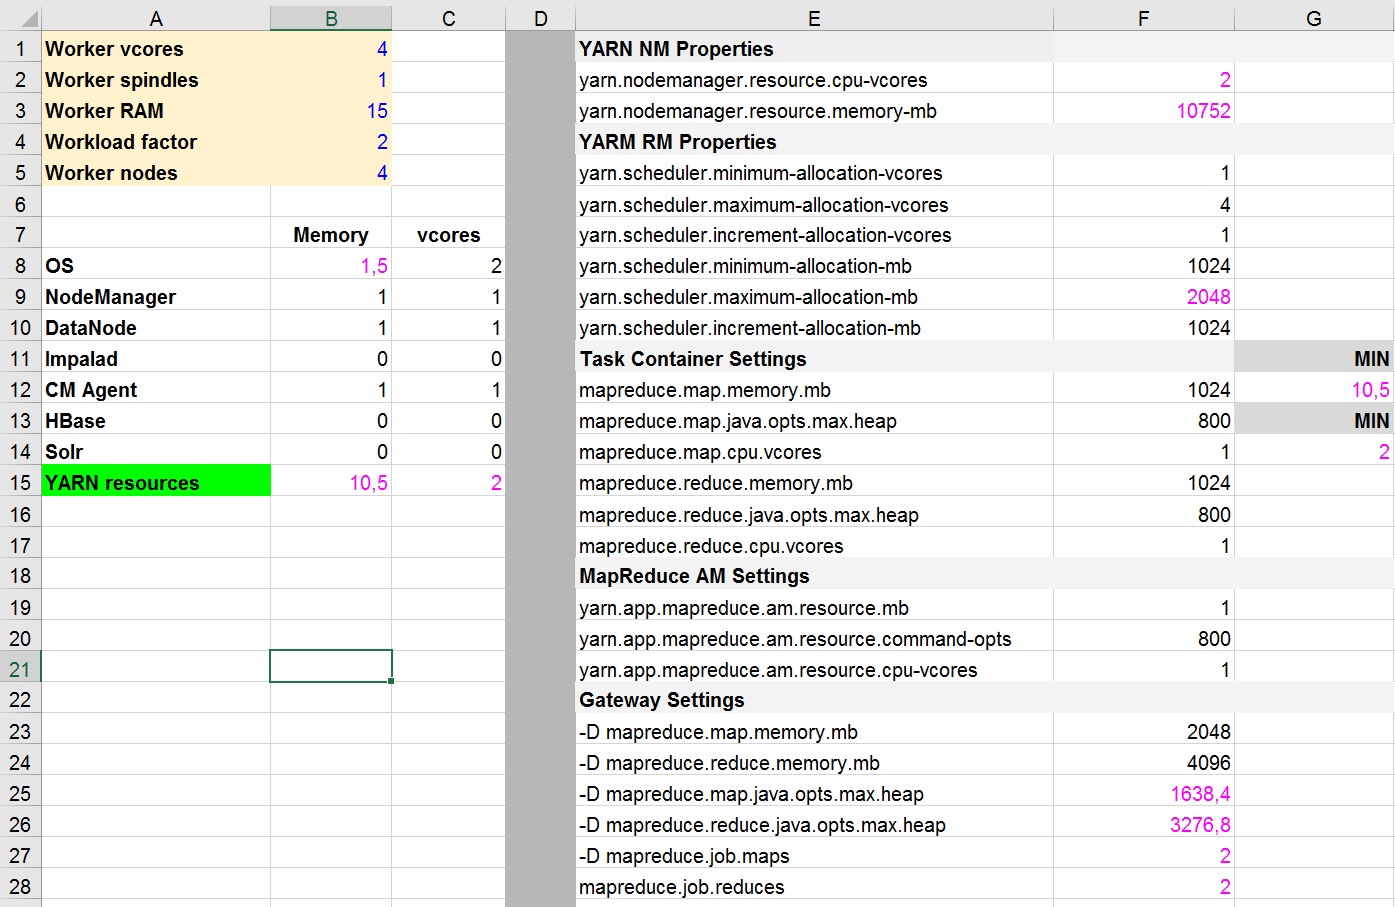 A B C D E F G
1 Worker vcores 4 YARN NM Properties
2 Worker spindles 1 yarn.nodemanager.resource.cpu-vcores 2
3 Worker RAM 15 yarn.nodemanager.resource.memory-mb 10752
4 Workload factor 2 YARM RM Properties
5 Worker nodes 4 yarn.scheduler.minimum-allocation-vcores 1
6 yarn.scheduler.maximum-allocation-vcores 4
7 Memory vcores yarn.scheduler.increment-allocation-vcores 1
8 OS 1,5 2 yarn.scheduler.minimum-allocation-mb 1024
9 NodeManager 1 1 yarn.scheduler.maximum-allocation-mb 2048
10 DataNode 1 1 yarn.scheduler.increment-allocation-mb 1024
11 Impalad 0 0 Task Container Settings MIN
12 CM Agent 1 1 mapreduce.map.memory.mb 1024 10,5
13 HBase 0 0 mapreduce.map.java.opts.max.heap 800 MIN
14 Solr 0 0 mapreduce.map.cpu.vcores 1 2
15 YARN resources 10,5 2 mapreduce.reduce.memory.mb 1024
16 mapreduce.reduce.java.opts.max.heap 800
17 mapreduce.reduce.cpu.vcores 1
18 MapReduce AM Settings
19 yarn.app.mapreduce.am.resource.mb 1
20 yarn.app.mapreduce.am.resource.command-opts 800
21 yarn.app.mapreduce.am.resource.cpu-vcores 1
22 Gateway Settings
23 -D mapreduce.map.memory.mb 2048
24 -D mapreduce.reduce.memory.mb 4096
25 -D mapreduce.map.java.opts.max.heap 1638,4
26 -D mapreduce.reduce.java.opts.max.heap 3276,8
27 -D mapreduce.job.maps 2
28 mapreduce.job.reduces 2